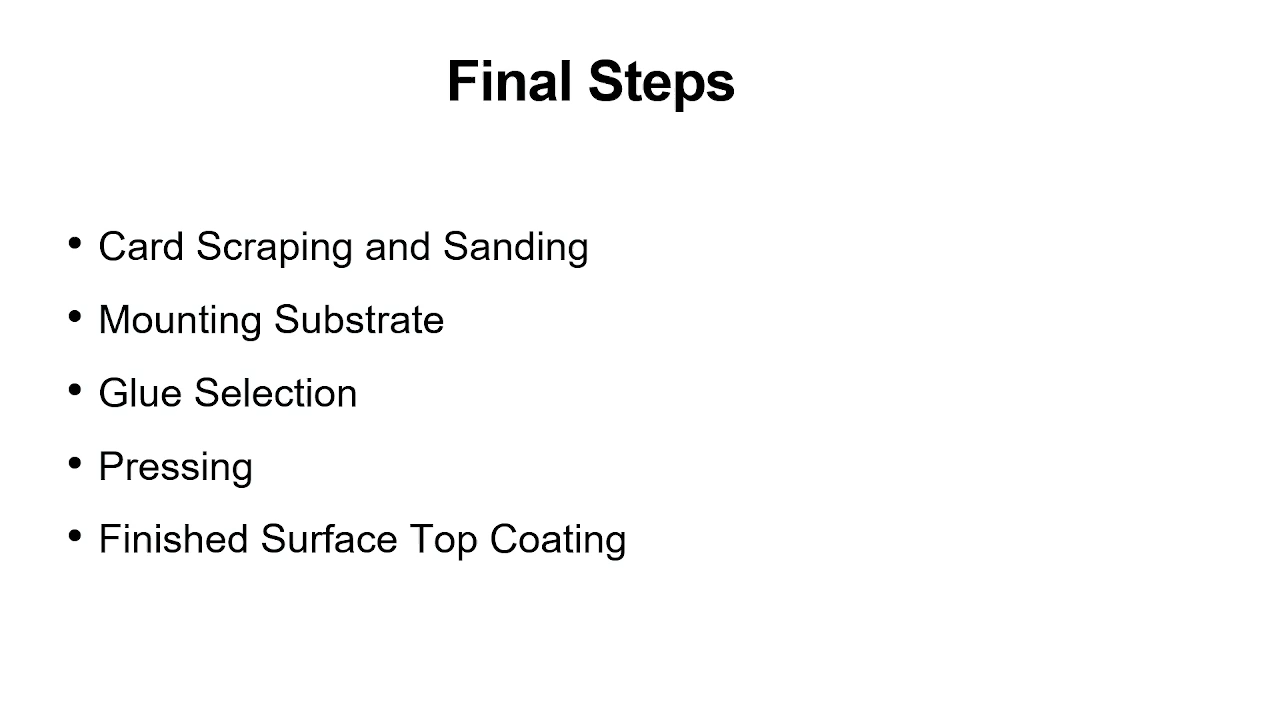 Final Steps
• Card Scraping and Sanding
• Mounting Substrate
• Glue Selection
• Pressing
• Finished Surface Top Coating